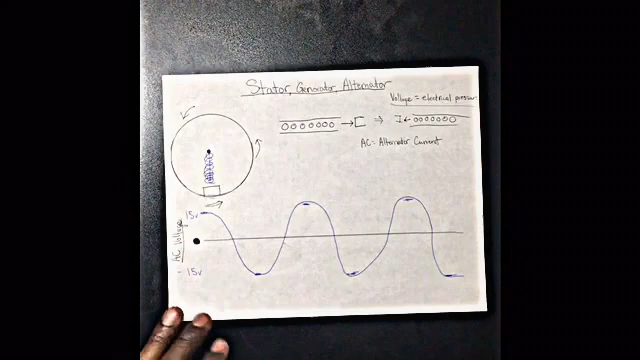 Stator, Generator, Alternator
Voltage = electrical pressure
AC = Alternator Current
15v
AC Voltage
-15v